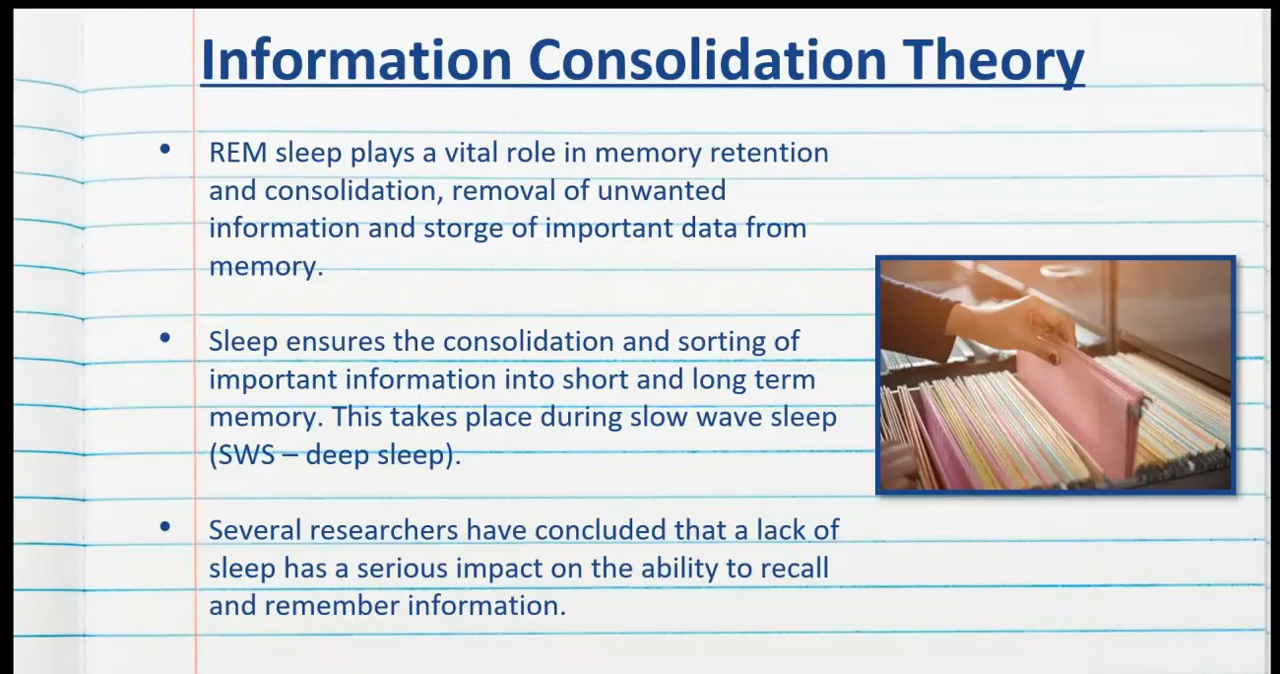 Information Consolidation Theory
• REM sleep plays a vital role in memory retention
and consolidation, removal of unwanted
information and storge of important data from
memory.
• Sleep ensures the consolidation and sorting of
important information into short and long term
memory. This takes place during slow wave sleep
(SWS – deep sleep).
• Several researchers have concluded that a lack of
sleep has a serious impact on the ability to recall
and remember information.